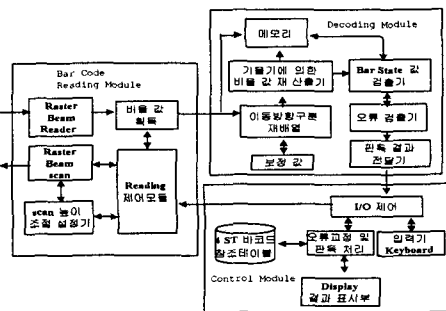 Decoding Module
메모리
기울기에 의한
비율 값 재 산출기
Bar State 값
검출기
이동방향구분
재배열
오류 검출기
보정 값
판독 결과
전달기
Bar Code
Reading Module
Raster
Beam
Reader
비율 값
획득
Raster
Beam
scan
Reading
제어모듈
scan 높이
조절 설정기
I/O 제어
4 ST 바코드
참조테이블
오류교정 및
판독 처리
입력기
Keyboard
Control Module
Display
결과 표시부